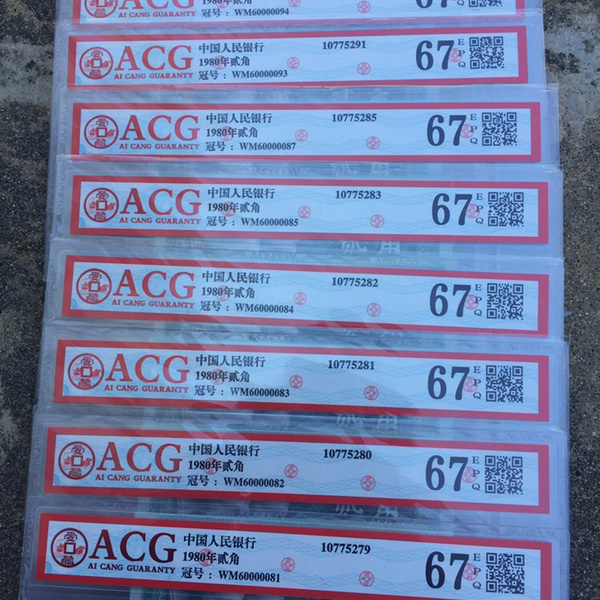 冠号：WM60000094
ACG
AI CANG GUARANTY
中国人民银行
1980年贰角
冠号：WM60000093
10775291
67 EPQ
ACG
AI CANG GUARANTY
中国人民银行
1980年贰角
冠号：WM60000087
10775285
67 EPQ
ACG
AI CANG GUARANTY
中国人民银行
1980年贰角
冠号：WM60000085
10775283
67 EPQ
ACG
AI CANG GUARANTY
中国人民银行
1980年贰角
冠号：WM60000084
10775282
67 EPQ
ACG
AI CANG GUARANTY
中国人民银行
1980年贰角
冠号：WM60000083
10775281
67 EPQ
ACG
AI CANG GUARANTY
中国人民银行
1980年贰角
冠号：WM60000082
10775280
67 EPQ
ACG
AI CANG GUARANTY
中国人民银行
1980年贰角
冠号：WM60000081
10775279
67 EPQ